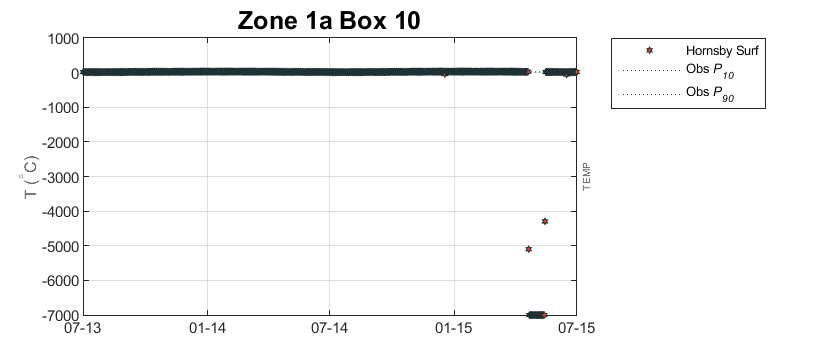 Zone 1a Box 10
1000
0
-1000
-2000
-3000
-4000
-5000
-6000
-7000
T (°C)
07-13
01-14
07-14
01-15
07-15
TEMP
Hornsby Surf
Obs P10
Obs P90